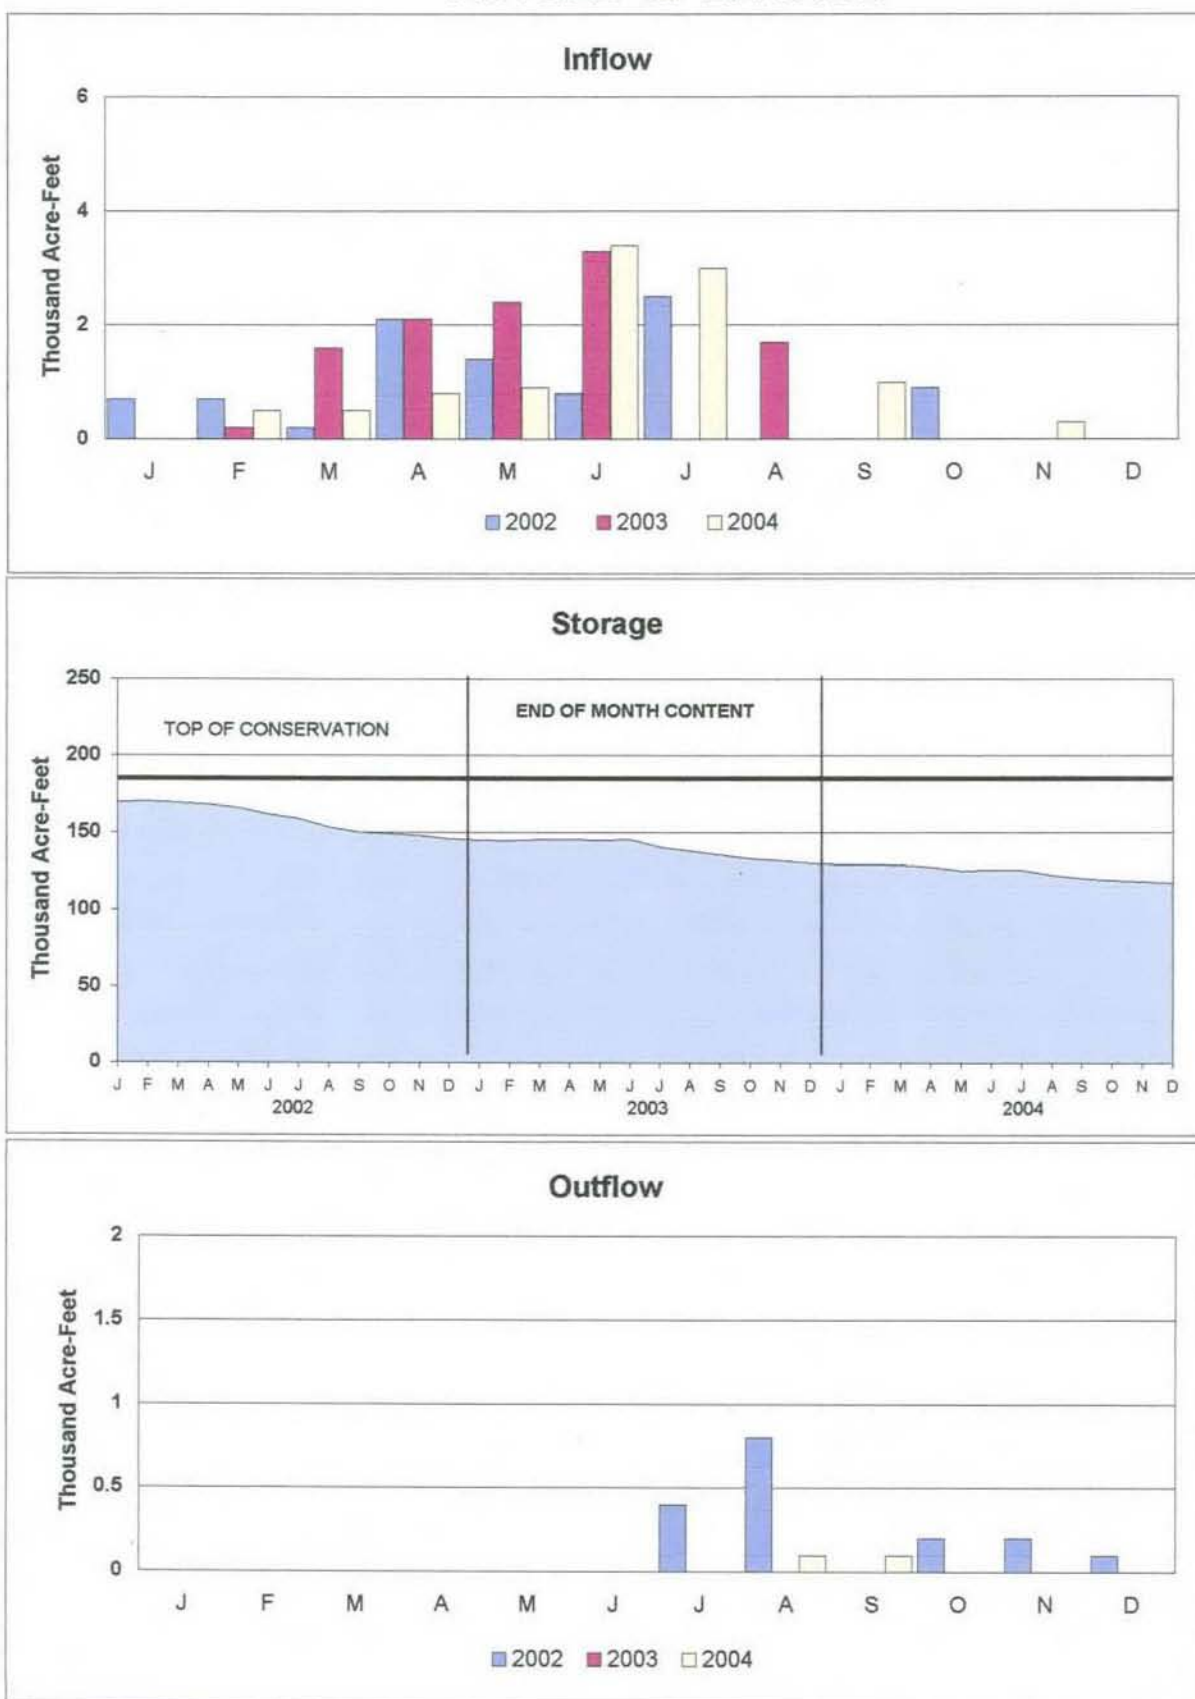 Inflow
Thousand Acre-Feet
6
4
2
0
J F M A M J J A S O N D
2002 2003 2004
Storage
Thousand Acre-Feet
250
200
150
100
50
0
TOP OF CONSERVATION
END OF MONTH CONTENT
J F M A M J J A S O N D J F M A M J J A S O N D J F M A M J J A S O N D
2002 2003 2004
Outflow
Thousand Acre-Feet
2
1.5
1
0.5
0
J F M A M J J A S O N D
2002 2003 2004